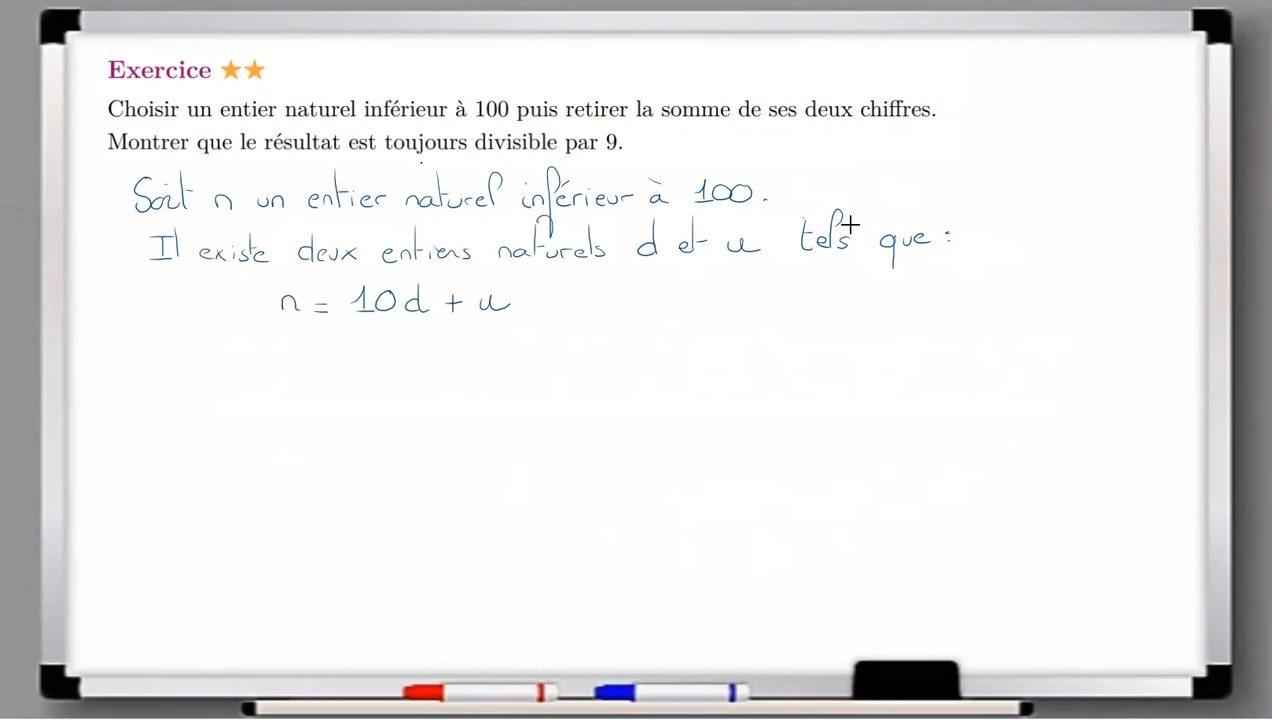 Exercice ★★
Choisir un entier naturel inférieur à 100 puis retirer la somme de ses deux chiffres.
Montrer que le résultat est toujours divisible par 9.
Soit n un entier naturel inférieur à 100.
Il existe deux entiers naturels d et u tels que :
n = 10d + u